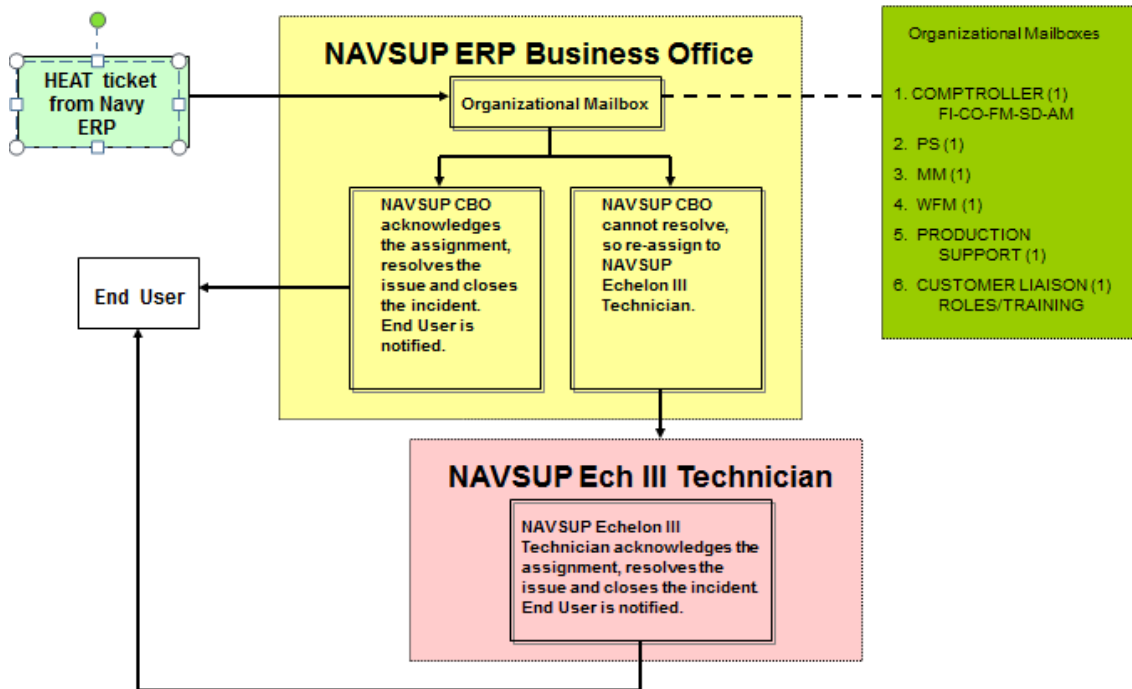 HEAT ticket
from Navy
ERP
NAVSUP ERP Business Office
Organizational Mailbox
NAVSUP CBO
acknowledges
the assignment,
resolves the
issue and closes
the incident.
End User is
notified.
NAVSUP CBO
cannot resolve,
so re-assign to
NAVSUP
Echelon III
Technician.
End User
NAVSUP Ech III Technician
NAVSUP Echelon III
Technician acknowledges the
assignment, resolves the
issue and closes the incident.
End User is notified.
Organizational Mailboxes
1. COMPTROLLER (1)
FI-CO-FM-SD-AM
2. PS (1)
3. MM (1)
4. WFM (1)
5. PRODUCTION
SUPPORT (1)
6. CUSTOMER LIAISON (1)
ROLES/TRAINING